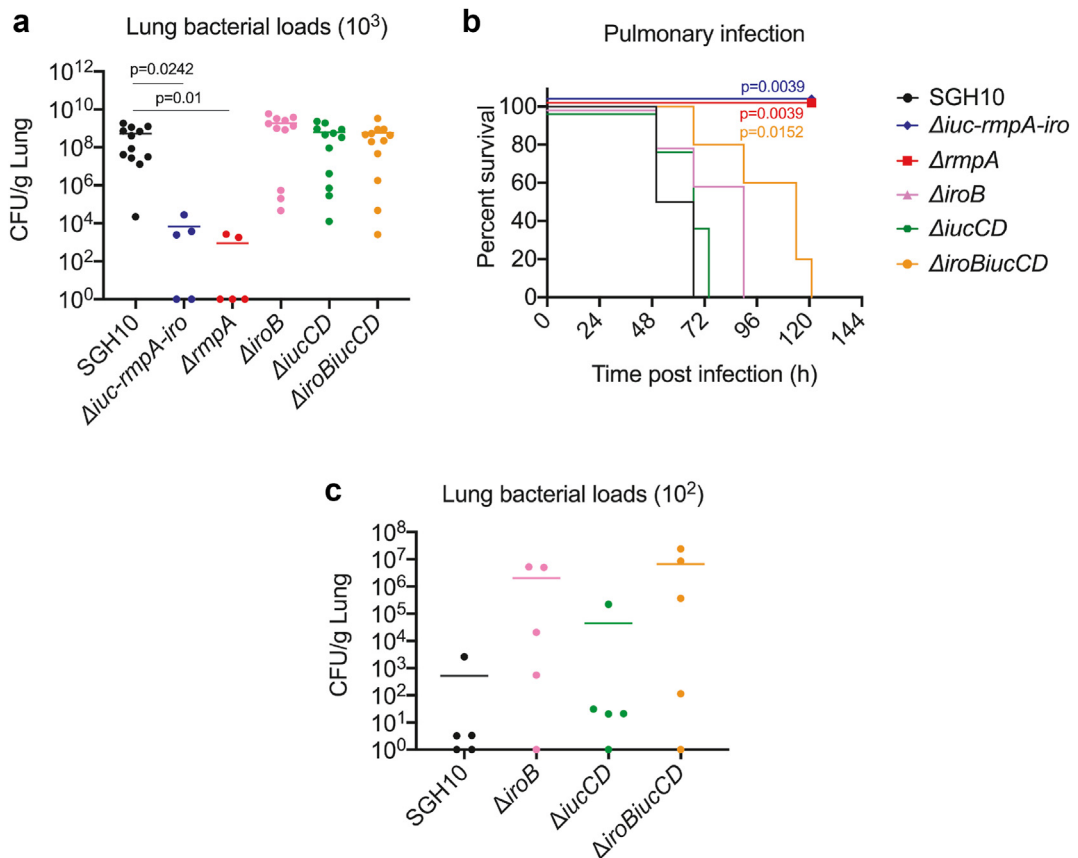 a
Lung bacterial loads (10³)
p=0.0242
p=0.01
CFU/g Lung
10¹²
10¹⁰
10⁸
10⁶
10⁴
10²
10⁰
SGH10
Δiuc-rmpA-iro
ΔrmpA
ΔiroB
ΔiucCD
ΔiroBiucCD
b
Pulmonary infection
p=0.0039
p=0.0039
p=0.0152
Percent survival
100
80
60
40
20
0
0
24
48
72
96
120
144
Time post infection (h)
SGH10
Δiuc-rmpA-iro
ΔrmpA
ΔiroB
ΔiucCD
ΔiroBiucCD
c
Lung bacterial loads (10²)
CFU/g Lung
10⁸
10⁷
10⁶
10⁵
10⁴
10³
10²
10¹
10⁰
SGH10
ΔiroB
ΔiucCD
ΔiroBiucCD